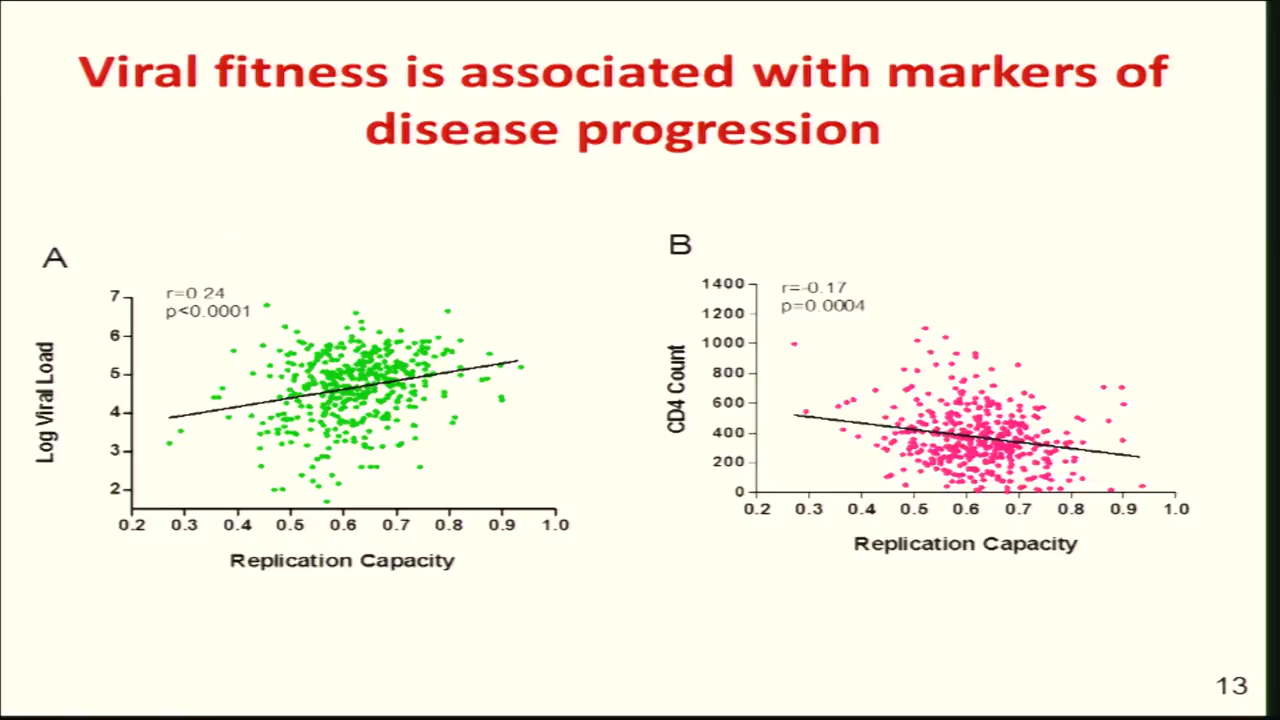 Viral fitness is associated with markers of
disease progression
A
r=0.24
p<0.0001
7
6
5
4
3
2
Log Viral Load
0.2 0.3 0.4 0.5 0.6 0.7 0.8 0.9 1.0
Replication Capacity
B
r=-0.17
p=0.0004
1400
1200
1000
800
600
400
200
0
CD4 Count
0.2 0.3 0.4 0.5 0.6 0.7 0.8 0.9 1.0
Replication Capacity
13